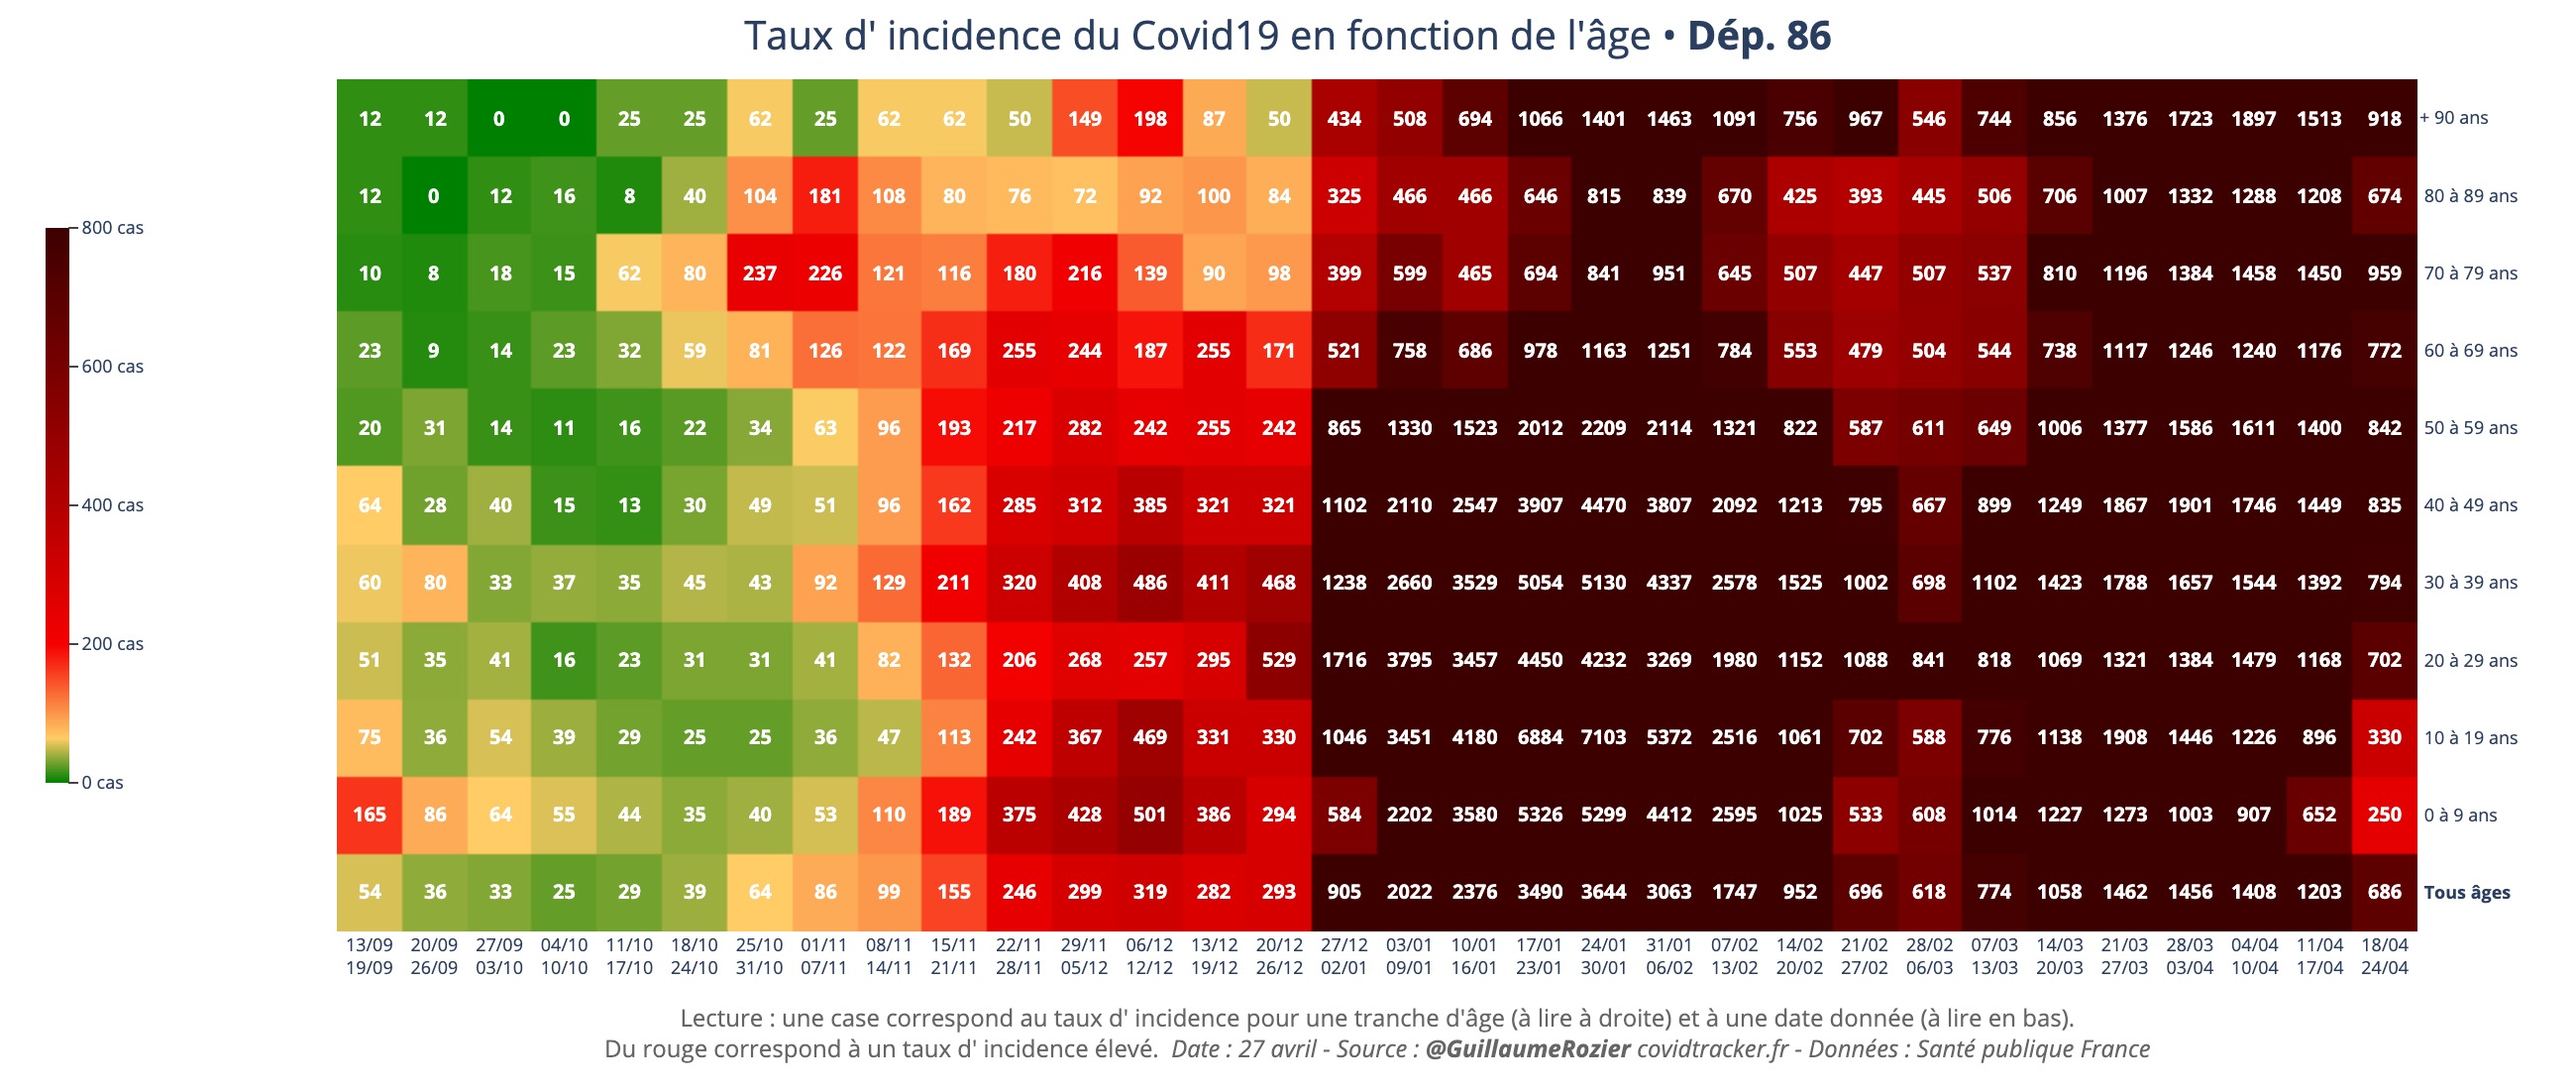 Taux d' incidence du Covid19 en fonction de l'âge • Dép. 86
800 cas
600 cas
400 cas
200 cas
0 cas
12 12 0 0 25 25 62 25 62 62 50 149 198 87 50 434 508 694 1066 1401 1463 1091 756 967 546 744 856 1376 1723 1897 1513 918 + 90 ans
12 0 12 16 8 40 104 181 108 80 76 72 92 100 84 325 466 466 646 815 839 670 425 393 445 506 706 1007 1332 1288 1208 674 80 à 89 ans
10 8 18 15 62 80 237 226 121 116 180 216 139 90 98 399 599 465 694 841 951 645 507 447 507 537 810 1196 1384 1458 1450 959 70 à 79 ans
23 9 14 23 32 59 81 126 122 169 255 244 187 255 171 521 758 686 978 1163 1251 784 553 479 504 544 738 1117 1246 1240 1176 772 60 à 69 ans
20 31 14 11 16 22 34 63 96 193 217 282 242 255 242 865 1330 1523 2012 2209 2114 1321 822 587 611 649 1006 1377 1586 1611 1400 842 50 à 59 ans
64 28 40 15 13 30 49 51 96 162 285 312 385 321 321 1102 2110 2547 3907 4470 3807 2092 1213 795 667 899 1249 1867 1901 1746 1449 835 40 à 49 ans
60 80 33 37 35 45 43 92 129 211 320 408 486 411 468 1238 2660 3529 5054 5130 4337 2578 1525 1002 698 1102 1423 1788 1657 1544 1392 794 30 à 39 ans
51 35 41 16 23 31 31 41 82 132 206 268 257 295 529 1716 3795 3457 4450 4232 3269 1980 1152 1088 841 818 1069 1321 1384 1479 1168 702 20 à 29 ans
75 36 54 39 29 25 25 36 47 113 242 367 469 331 330 1046 3451 4180 6884 7103 5372 2516 1061 702 588 776 1138 1908 1446 1226 896 330 10 à 19 ans
165 86 64 55 44 35 40 53 110 189 375 428 501 386 294 584 2202 3580 5326 5299 4412 2595 1025 533 608 1014 1227 1273 1003 907 652 250 0 à 9 ans
54 36 33 25 29 39 64 86 99 155 246 299 319 282 293 905 2022 2376 3490 3644 3063 1747 952 696 618 774 1058 1462 1456 1408 1203 686 Tous âges
13/09 20/09 27/09 04/10 11/10 18/10 25/10 01/11 08/11 15/11 22/11 29/11 06/12 13/12 20/12 27/12 03/01 10/01 17/01 24/01 31/01 07/02 14/02 21/02 28/02 07/03 14/03 21/03 28/03 04/04 11/04 18/04
19/09 26/09 03/10 10/10 17/10 24/10 31/10 07/11 14/11 21/11 28/11 05/12 12/12 19/12 26/12 02/01 09/01 16/01 23/01 30/01 06/02 13/02 20/02 27/02 06/03 13/03 20/03 27/03 03/04 10/04 17/04 24/04
Lecture : une case correspond au taux d' incidence pour une tranche d'âge (à lire à droite) et à une date donnée (à lire en bas).
Du rouge correspond à un taux d' incidence élevé. Date : 27 avril - Source : @GuillaumeRozier covidtracker.fr - Données : Santé publique France